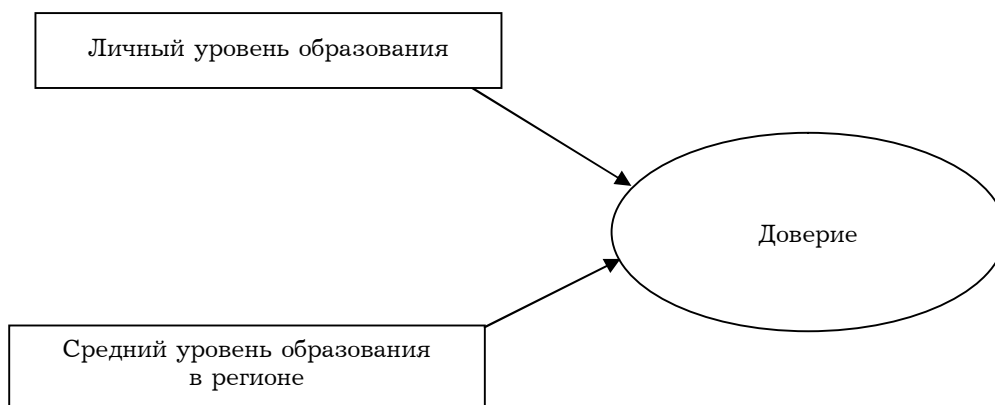 Личный уровень образования
Доверие
Средний уровень образования
в регионе